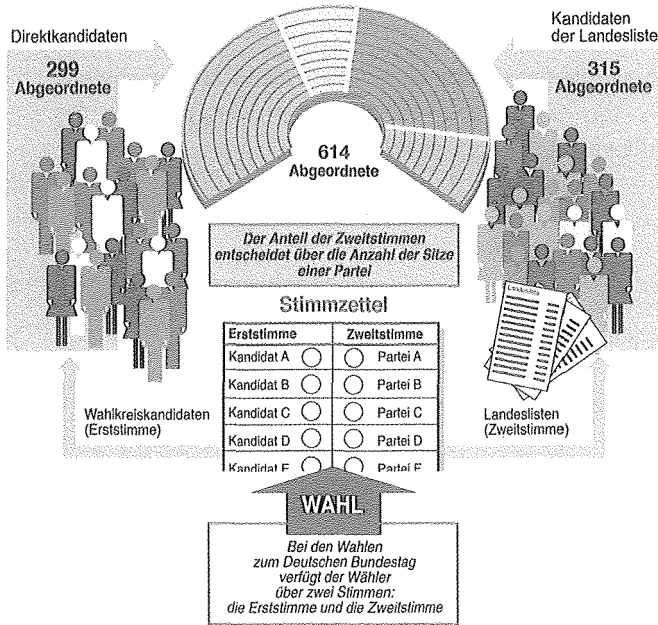 Direktkandidaten
299
Abgeordnete
Kandidaten
der Landesliste
315
Abgeordnete
614
Abgeordnete
Der Anteil der Zweitstimmen
entscheidet über die Anzahl der Sitze
einer Partei
Stimmzettel
Erststimme Zweitstimme
Kandidat A Partei A
Kandidat B Partei B
Kandidat C Partei C
Kandidat D Partei D
Kandidat E Partei E
Landesliste
Wahlkreiskandidaten
(Erststimme)
Landeslisten
(Zweitstimme)
WAHL
Bei den Wahlen
zum Deutschen Bundestag
verfügt der Wähler
über zwei Stimmen:
die Erststimme und die Zweitstimme